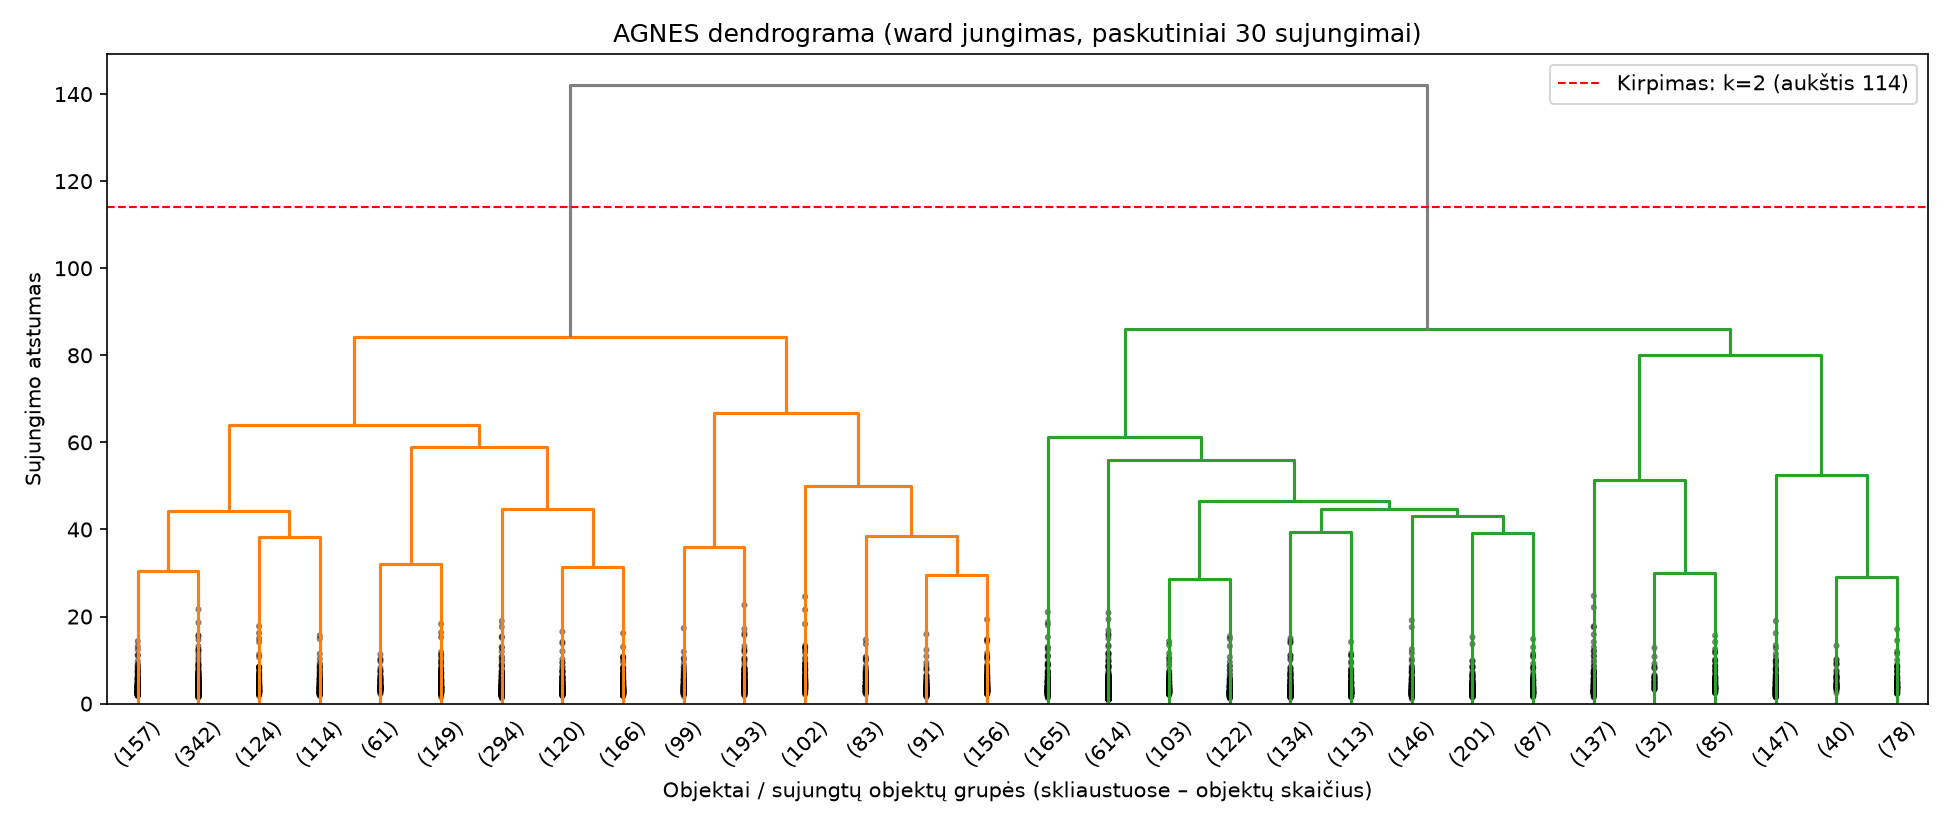 AGNES dendrograma (ward jungimas, paskutiniai 30 sujungimai)
Kirpimas: k=2 (aukštis 114)
140
120
100
80
60
40
20
0
Sujungimo atstumas
(157) (342) (124) (114) (61) (149) (294) (120) (166) (99) (193) (102) (83) (91) (156) (165) (614) (103) (122) (134) (113) (146) (201) (87) (137) (32) (85) (147) (40) (78)
Objektai / sujungtų objektų grupės (skliaustuose – objektų skaičius)